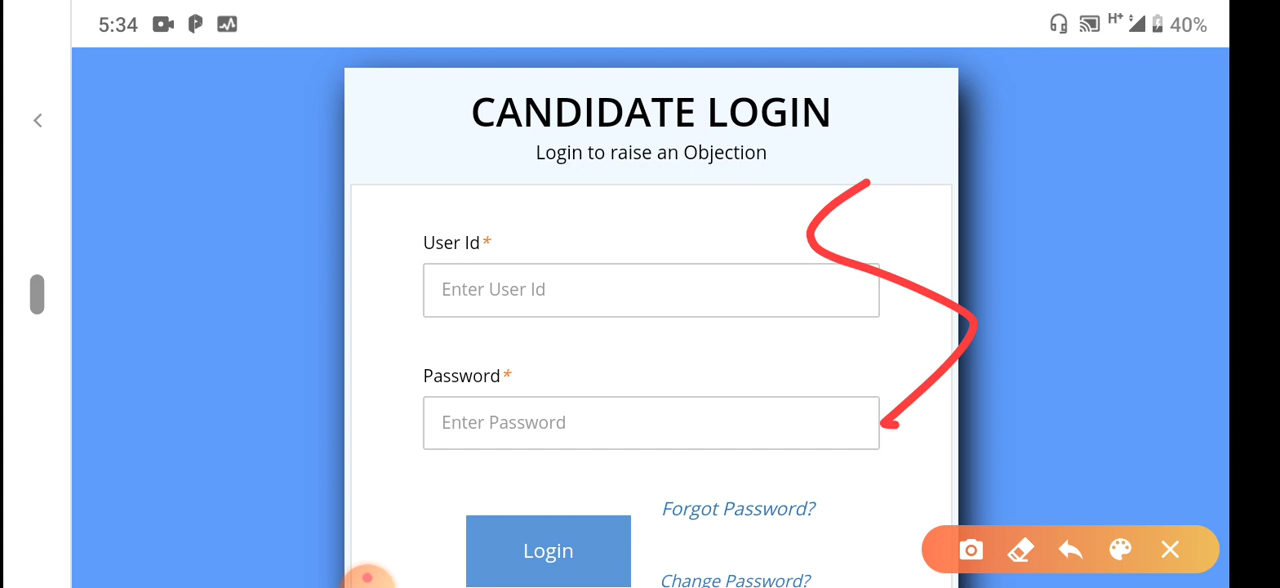 5:34 H+ 40%
CANDIDATE LOGIN
Login to raise an Objection
User Id*
Enter User Id
Password*
Enter Password
Forgot Password?
Login
Change Password?